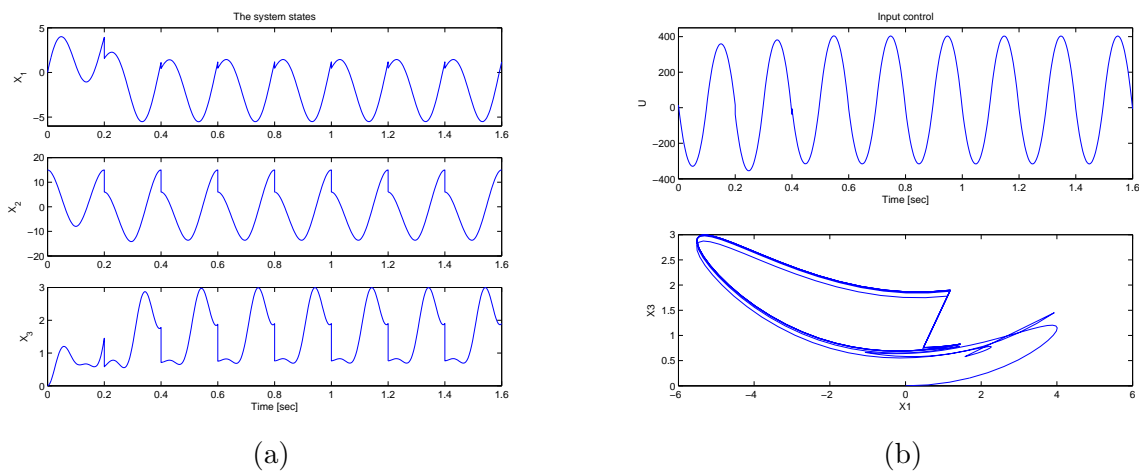 The system states
5
0
−5
X1
0 0.2 0.4 0.6 0.8 1 1.2 1.4 1.6
20
10
0
−10
−20
X2
0 0.2 0.4 0.6 0.8 1 1.2 1.4 1.6
3
2
1
0
X3
0 0.2 0.4 0.6 0.8 1 1.2 1.4 1.6
Time [sec]
(a)
Input control
400
200
0
−200
−400
U
0 0.2 0.4 0.6 0.8 1 1.2 1.4 1.6
Time [sec]
3
2.5
2
1.5
1
0.5
0
X3
−6 −4 −2 0 2 4 6
X1
(b)